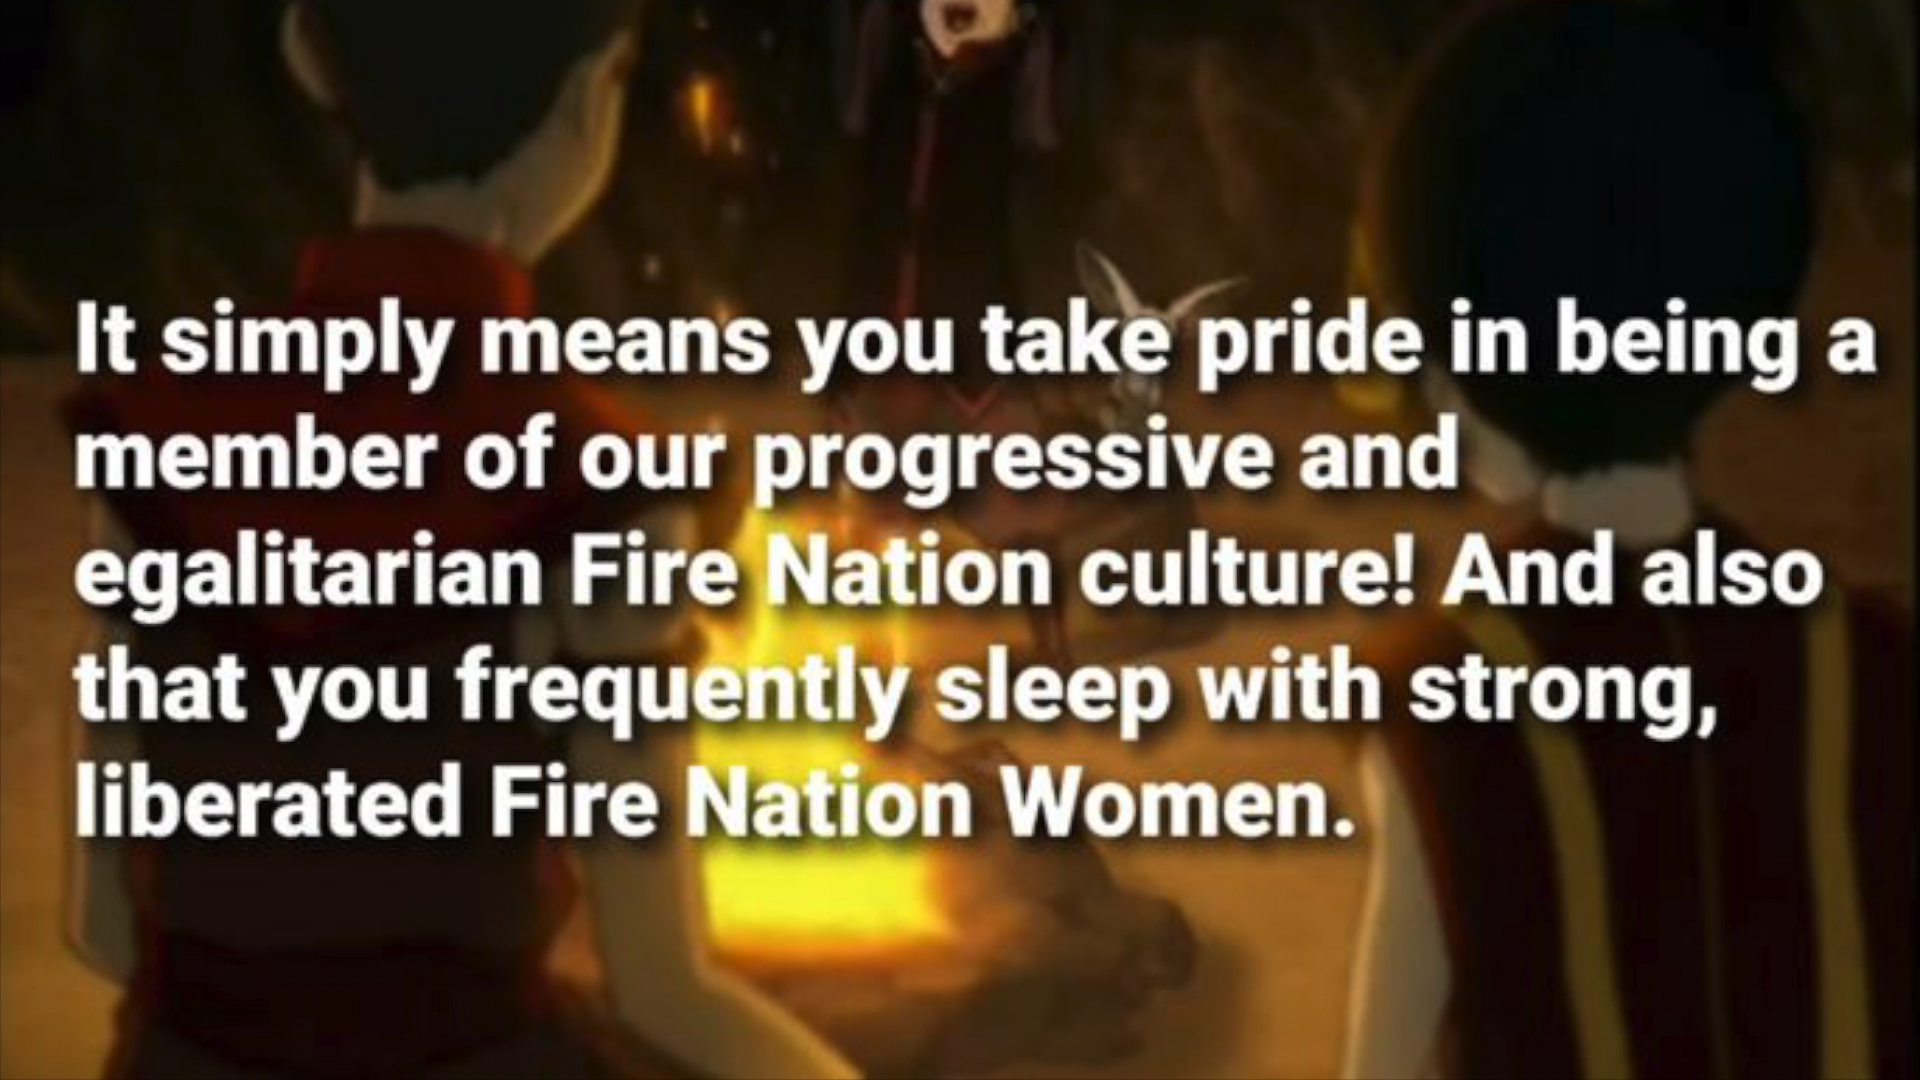 It simply means you take pride in being a
member of our progressive and
egalitarian Fire Nation culture! And also
that you frequently sleep with strong,
liberated Fire Nation Women.